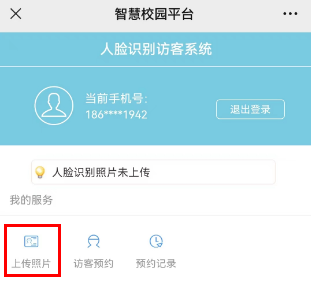 智慧校园平台
人脸识别访客系统
当前手机号：
186****1942
退出登录
人脸识别照片未上传
我的服务
上传照片
访客预约
预约记录